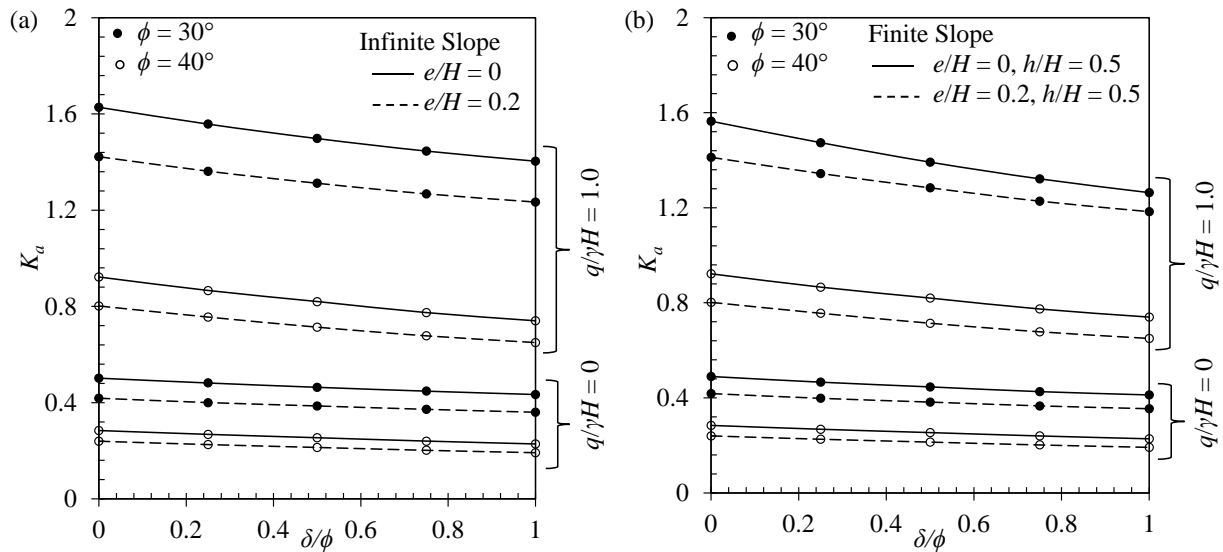 (a)
ϕ = 30°
ϕ = 40°
Infinite Slope
e/H = 0
e/H = 0.2
2
1.6
1.2
0.8
0.4
0
K_a
0
0.2
0.4
0.6
0.8
1
δ/ϕ
q/γH = 1.0
q/γH = 0
(b)
ϕ = 30°
ϕ = 40°
Finite Slope
e/H = 0, h/H = 0.5
e/H = 0.2, h/H = 0.5
2
1.6
1.2
0.8
0.4
0
K_a
0
0.2
0.4
0.6
0.8
1
δ/ϕ
q/γH = 1.0
q/γH = 0